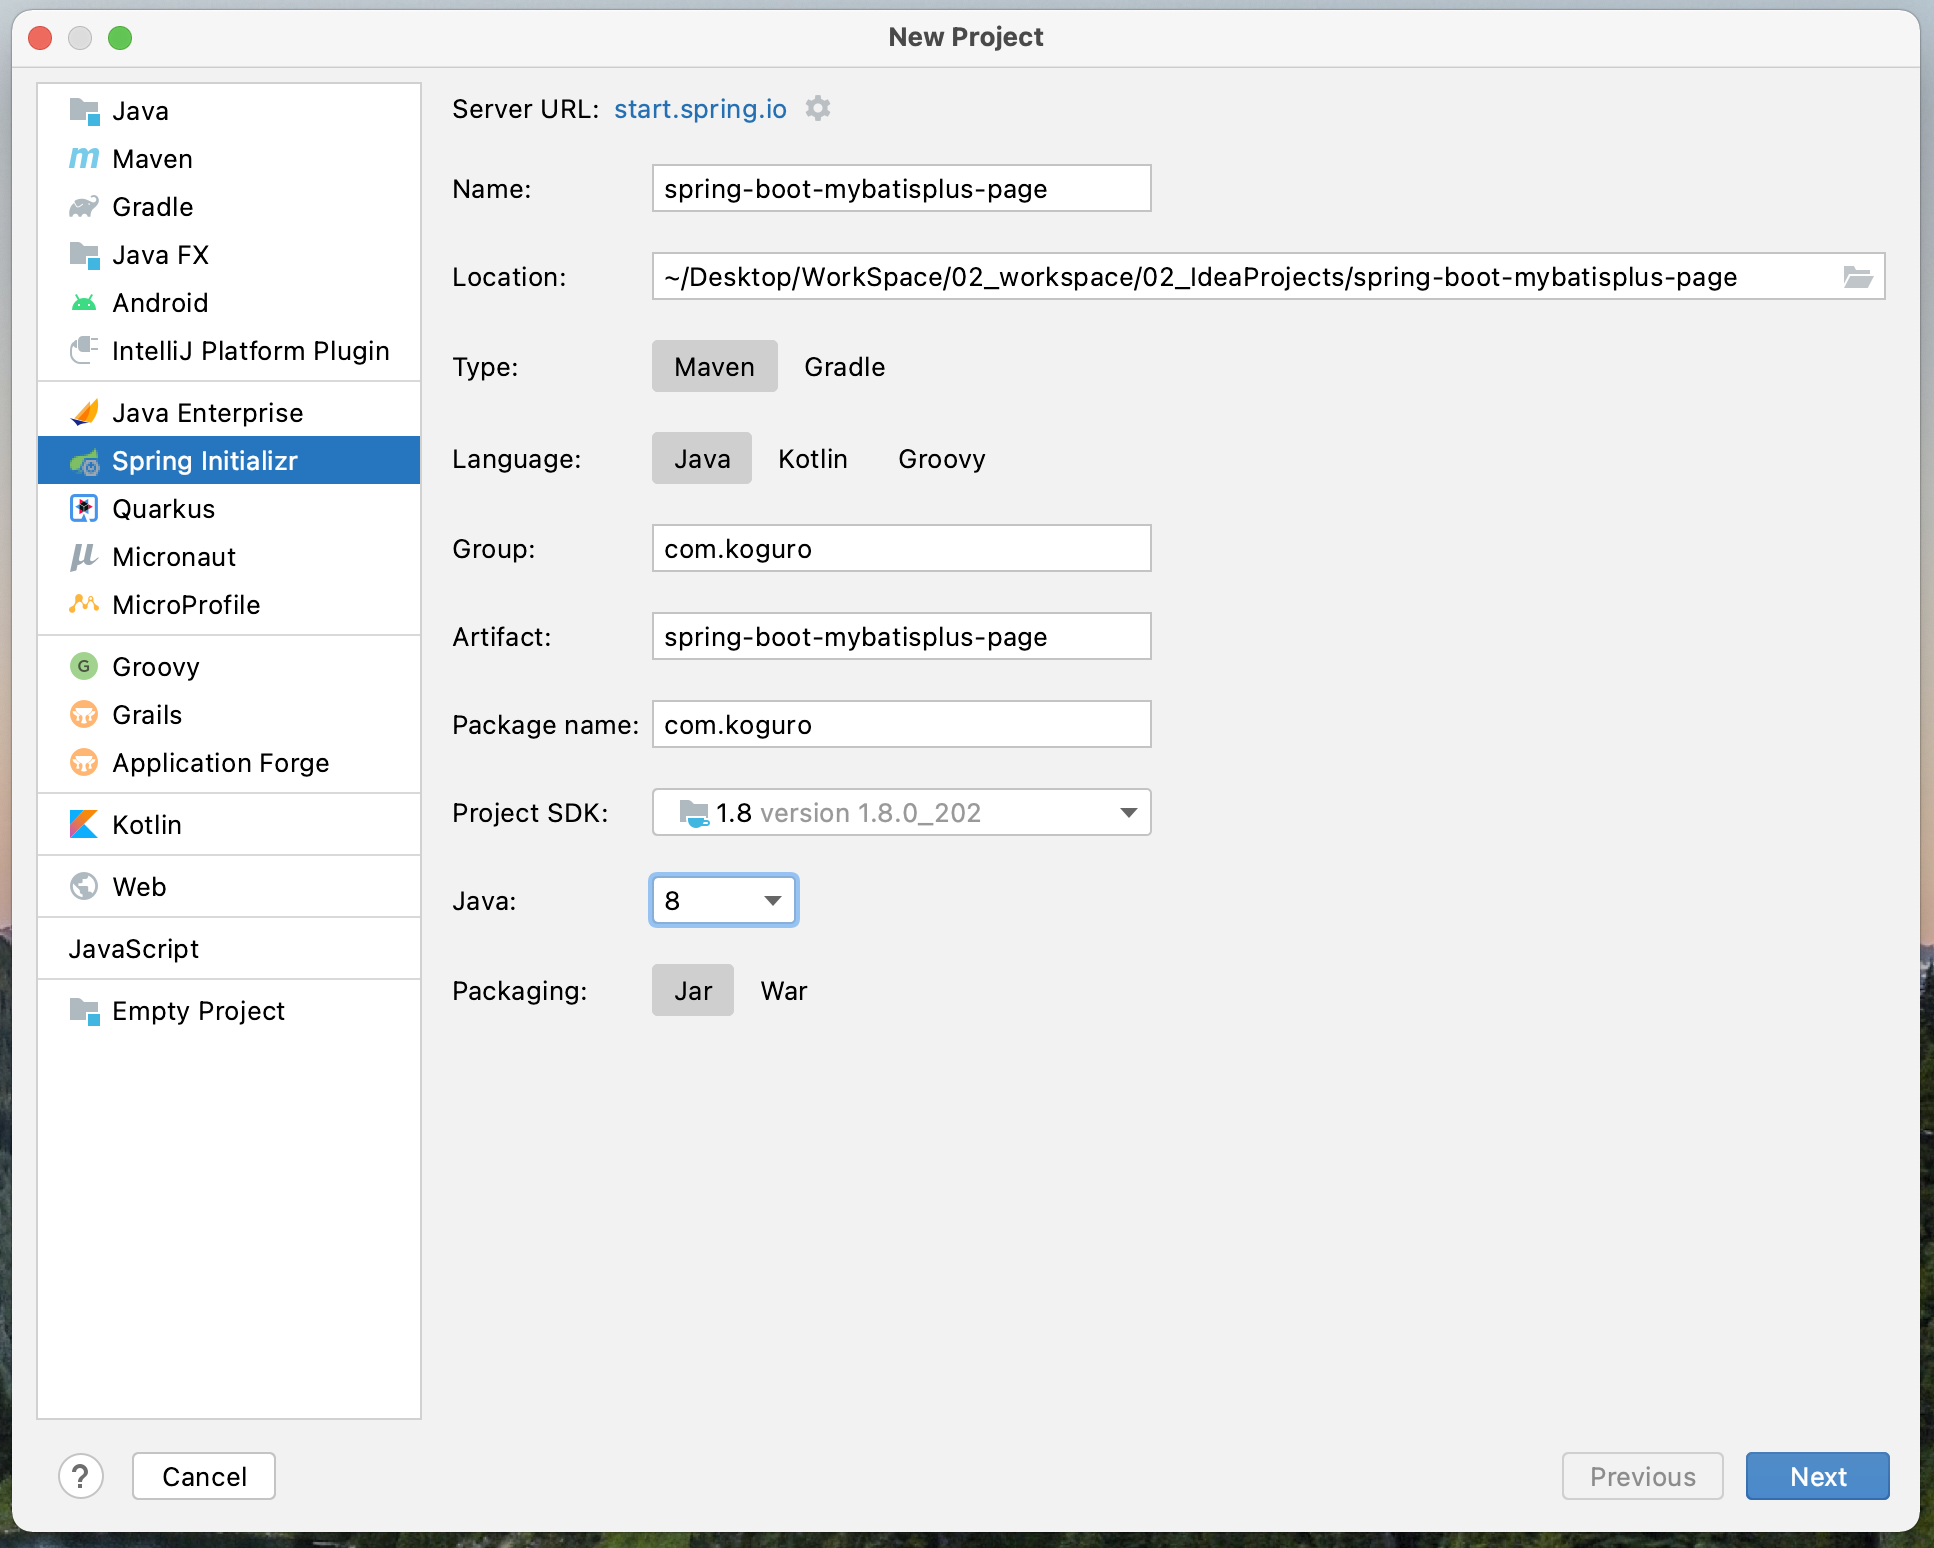 New Project
Java
Maven
Gradle
Java FX
Android
IntelliJ Platform Plugin
Java Enterprise
Spring Initializr
Quarkus
Micronaut
MicroProfile
G Groovy
Grails
Application Forge
Kotlin
Web
JavaScript
Empty Project
Server URL: start.spring.io
Name: spring-boot-mybatisplus-page
Location: ~/Desktop/WorkSpace/02_workspace/02_IdeaProjects/spring-boot-mybatisplus-page
Type: Maven Gradle
Language: Java Kotlin Groovy
Group: com.koguro
Artifact: spring-boot-mybatisplus-page
Package name: com.koguro
Project SDK: 1.8 version 1.8.0_202
Java: 8
Packaging: Jar War
? Cancel Previous Next